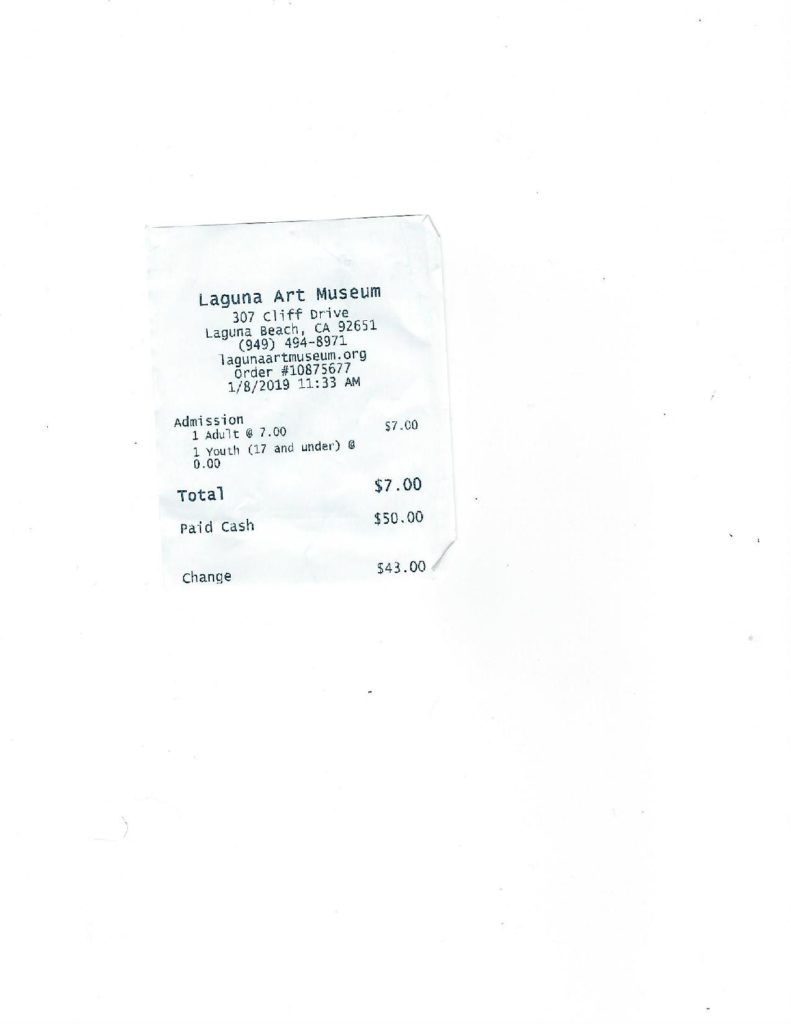 Laguna Art Museum
307 Cliff Drive
Laguna Beach, CA 92651
(949) 494-8971
lagunaartmuseum.org
Order #10875677
1/8/2019 11:33 AM
Admission
1 Adult @ 7.00 $7.00
1 Youth (17 and under) @
0.00
Total $7.00
Paid Cash $50.00
Change $43.00